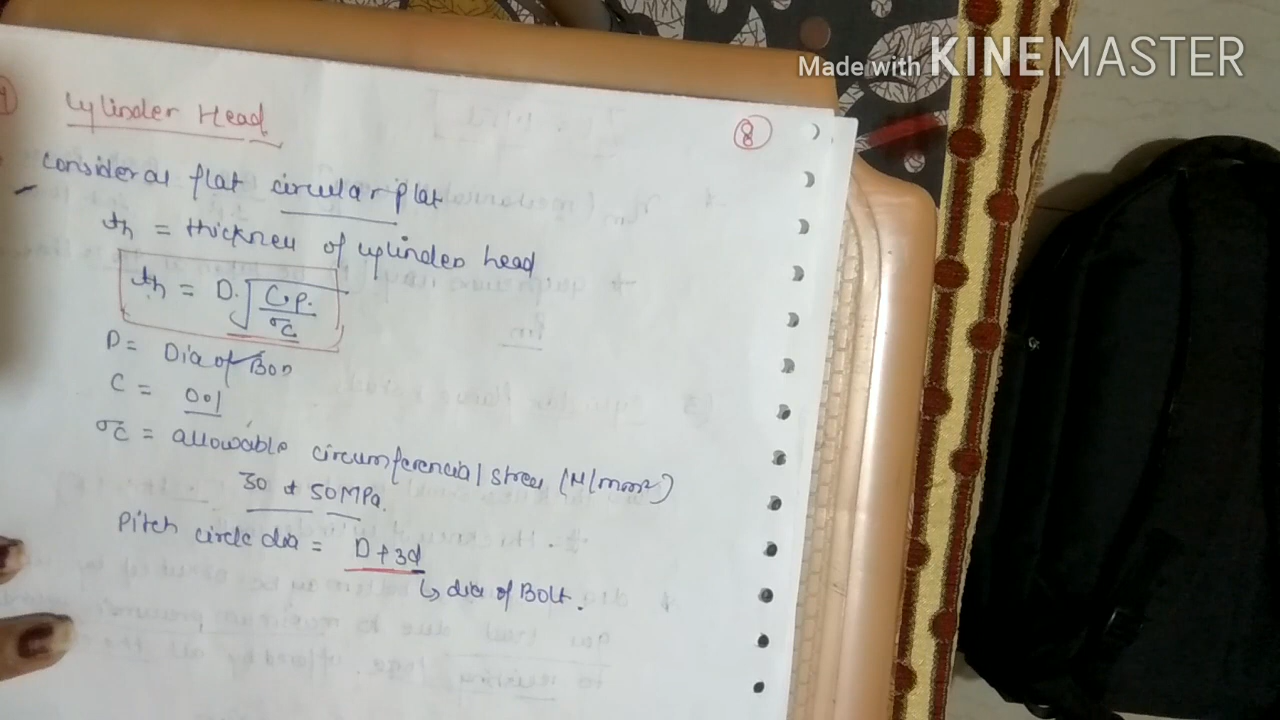 Made with KINEMASTER
8
Cylinder Head
Consider as flat circular plat
th = thickness of cylinder head
th = D. √ C.p. / σc
D = Dia of Bore
C = 0.1
σc = allowable circumferencial stress (N/mm²)
30 to 50MPa.
Pitch circle dia = D+3d
↳ dia of Bolt.